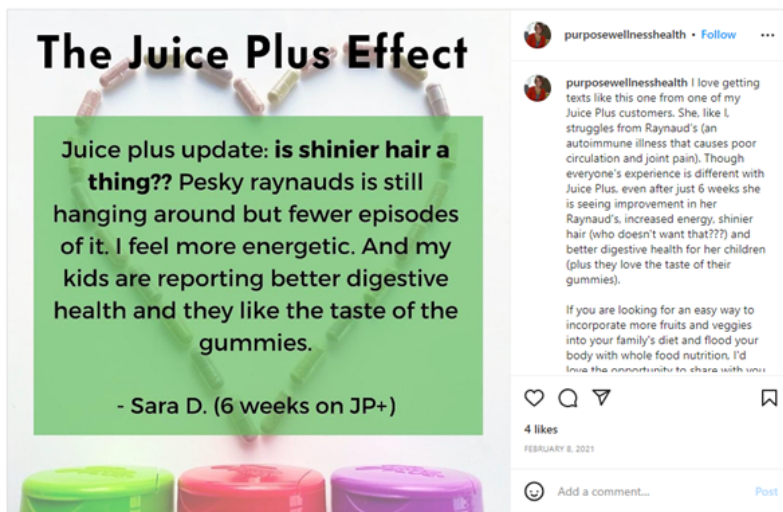 The Juice Plus Effect
Juice plus update: is shinier hair a
thing?? Pesky raynauds is still
hanging around but fewer episodes
of it. I feel more energetic. And my
kids are reporting better digestive
health and they like the taste of the
gummies.
- Sara D. (6 weeks on JP+)
purposewellnesshealth • Follow
purposewellnesshealth I love getting
texts like this one from one of my
Juice Plus customers. She, like I,
struggles from Raynaud's (an
autoimmune illness that causes poor
circulation and joint pain). Though
everyone's experience is different with
Juice Plus, even after just 6 weeks she
is seeing improvement in her
Raynaud's, increased energy, shinier
hair (who doesn't want that???) and
better digestive health for her children
(plus they love the taste of their
gummies).
If you are looking for an easy way to
incorporate more fruits and veggies
into your family's diet and flood your
body with whole food nutrition, I'd
love the opportunity to share with you
4 likes
FEBRUARY 8, 2021
Add a comment...
Post